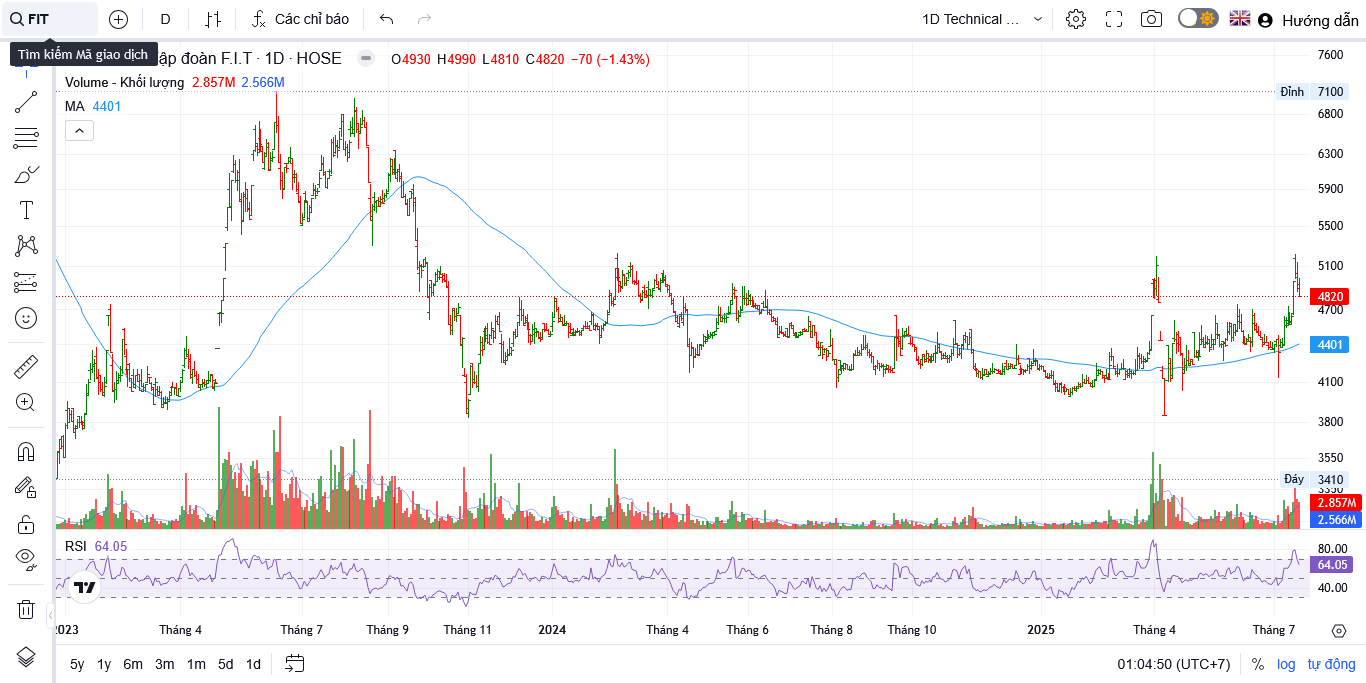 FIT D Các chỉ báo 1D Technical ... Hướng dẫn
Tìm kiếm Mã giao dịch
ập đoàn F.I.T · 1D · HOSE O4930 H4990 L4810 C4820 −70 (−1.43%)
Volume - Khối lượng 2.857M 2.566M
MA 4401
7600
Đỉnh 7100
6800
6300
5900
5500
5100
4820
4700
4401
4100
3800
3550
Đáy 3410
2.857M
2.566M
RSI 64.05
80.00
64.05
40.00
2023 Tháng 4 Tháng 7 Tháng 9 Tháng 11 2024 Tháng 4 Tháng 6 Tháng 8 Tháng 10 2025 Tháng 4 Tháng 7
5y 1y 6m 3m 1m 5d 1d 01:04:50 (UTC+7) % log tự động